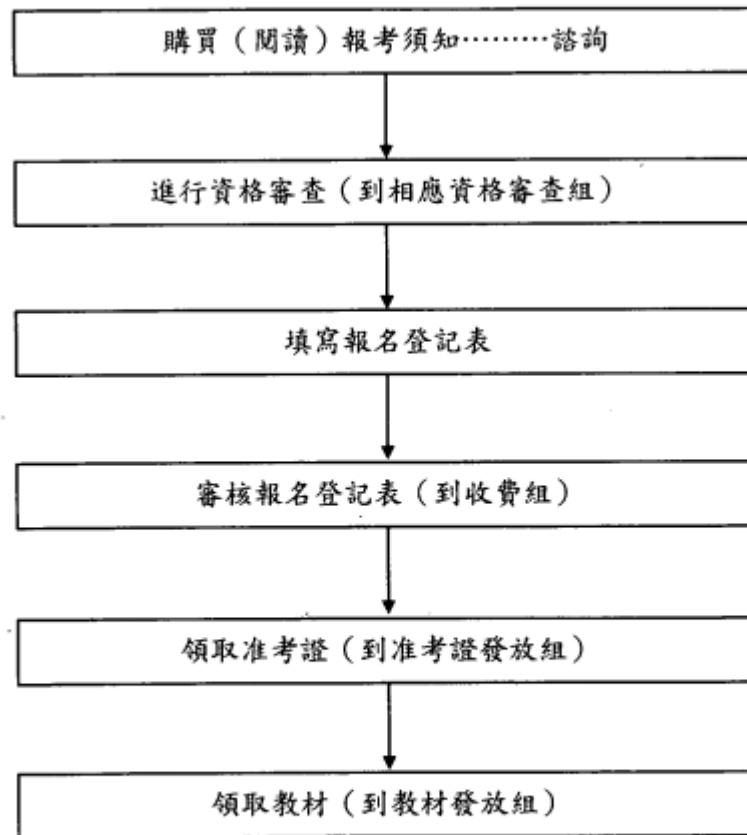 購買（閱讀）報考須知………諮詢
進行資格審查（到相應資格審查組）
填寫報名登記表
審核報名登記表（到收費組）
領取准考證（到准考證發放組）
領取教材（到教材發放組）